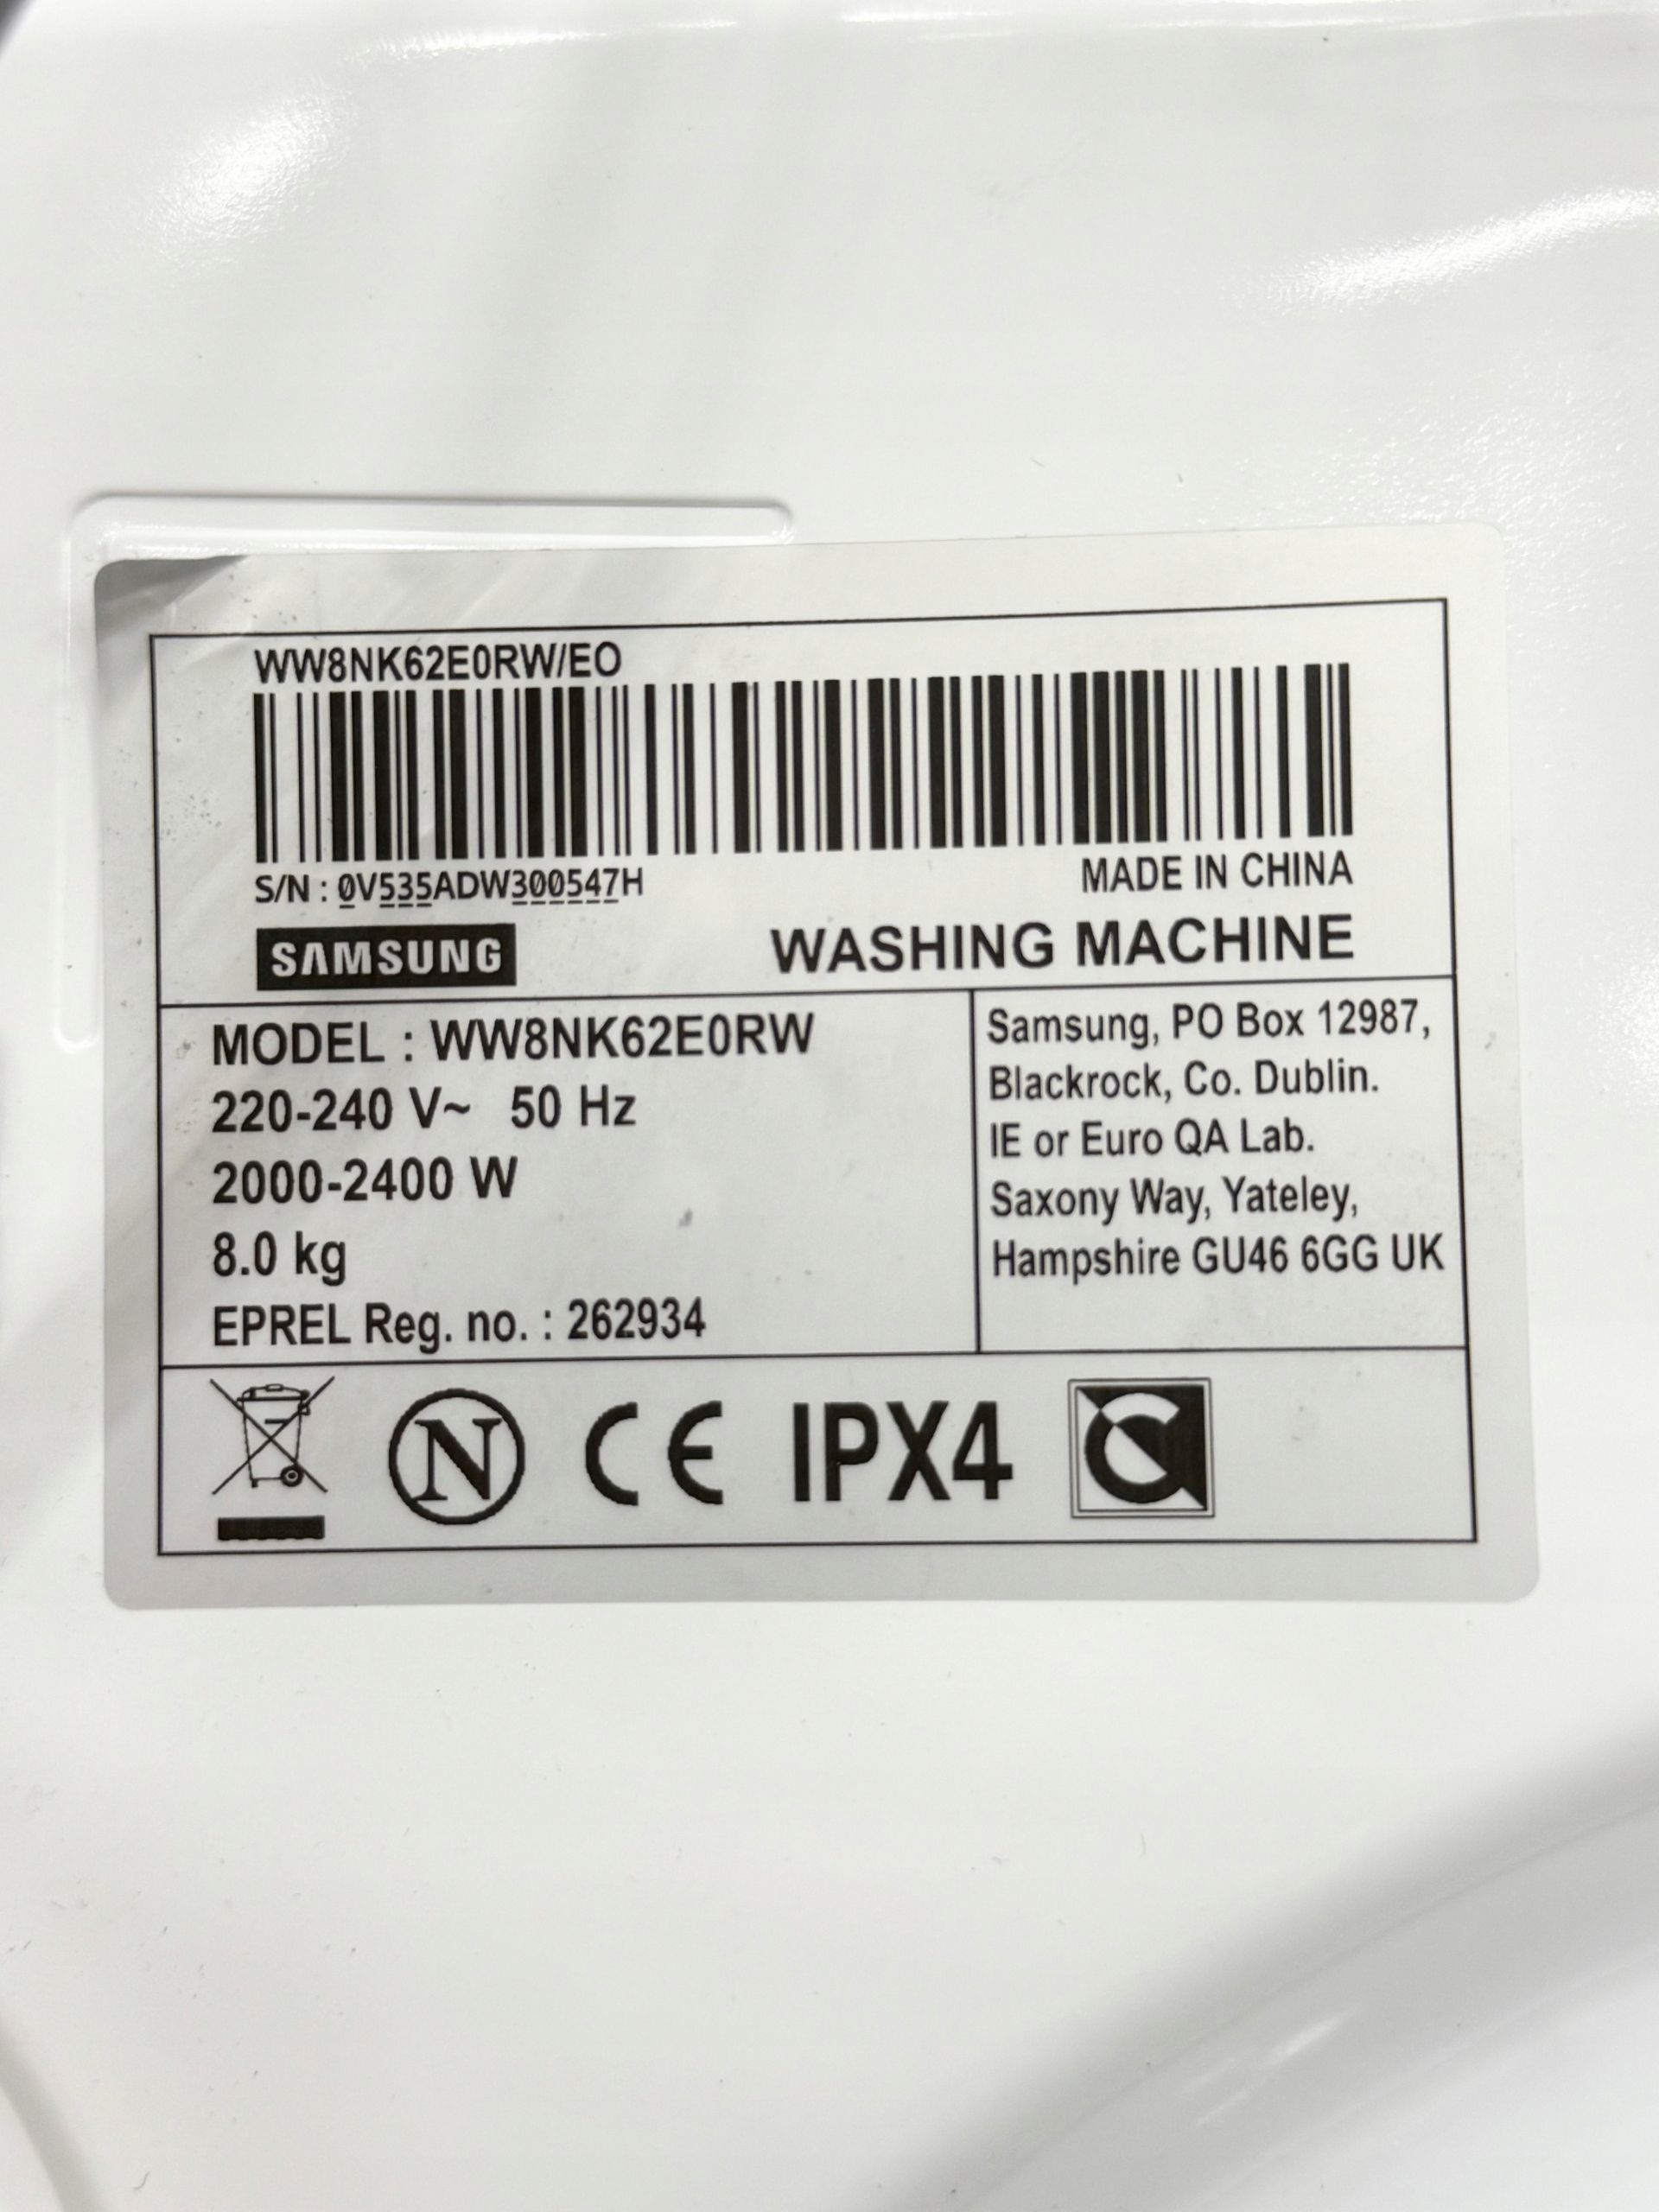 WW8NK62E0RW/EO
S/N : 0V535ADW300547H
MADE IN CHINA
SAMSUNG
WASHING MACHINE
MODEL : WW8NK62E0RW
220-240 V~ 50 Hz
2000-2400 W
8.0 kg
EPREL Reg. no. : 262934
Samsung, PO Box 12987,
Blackrock, Co. Dublin.
IE or Euro QA Lab.
Saxony Way, Yateley,
Hampshire GU46 6GG UK
N CE IPX4